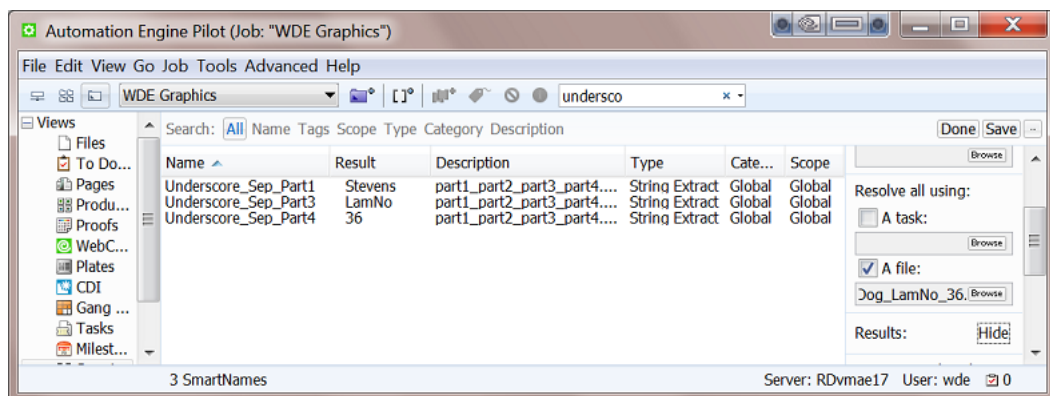 Automation Engine Pilot (Job: "WDE Graphics")
File Edit View Go Job Tools Advanced Help
WDE Graphics undersco
Views
Files
To Do...
Pages
Produ...
Proofs
WebC...
Plates
CDI
Gang ...
Tasks
Milest...
Search: All Name Tags Scope Type Category Description Done Save
Name Result Description Type Cate... Scope
Underscore_Sep_Part1 Stevens part1_part2_part3_part4.... String Extract Global Global
Underscore_Sep_Part3 LamNo part1_part2_part3_part4.... String Extract Global Global
Underscore_Sep_Part4 36 part1_part2_part3_part4.... String Extract Global Global
Browse
Resolve all using:
A task:
Browse
A file:
Dog_LamNo_36. Browse
Results: Hide
3 SmartNames Server: RDvmae17 User: wde 0